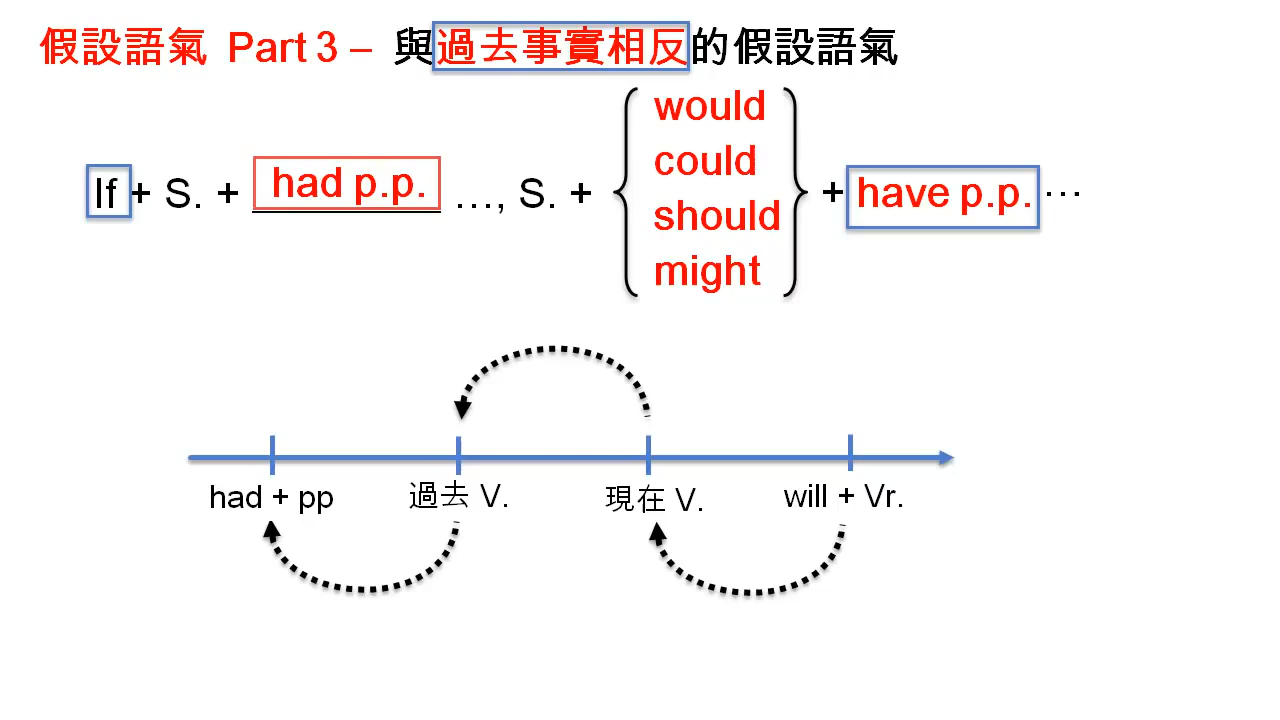 假設語氣 Part 3 – 與過去事實相反的假設語氣
If + S. + had p.p. …, S. + would could should might + have p.p. …
had + pp 過去 V. 現在 V. will + Vr.